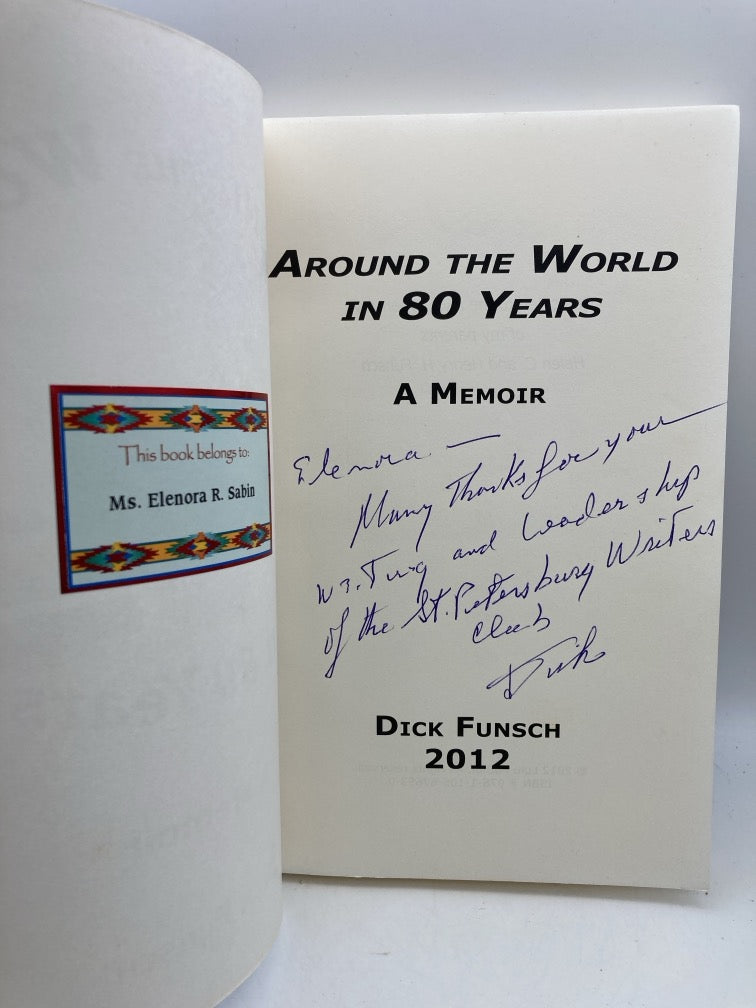 This book belongs to:
Ms. Elenora R. Sabin
AROUND THE WORLD
IN 80 YEARS
A MEMOIR
Elenora —
Many Thanks for your
and Leadership
of the St. Petersburg Writers
Club
Dick
DICK FUNSCH
2012